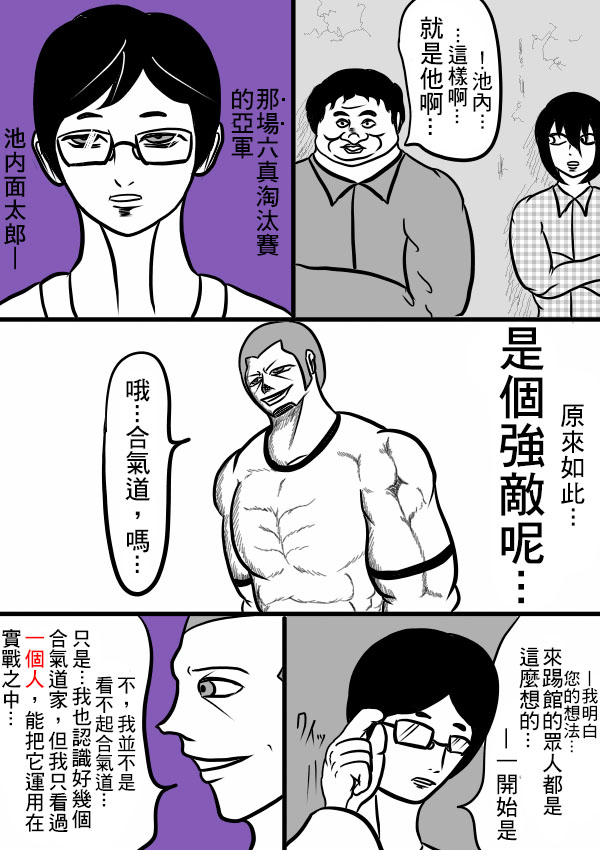 ！池內…
…這樣啊…
就是他啊…
那場六真淘汰賽
的亞軍
池内面太郎—
原來如此…
是個強敵呢…
哦…合氣道，嗎…
—我明白
您的想法…
來踢館的眾人都是
這麼想的…
——開始是
クイッ
不，我並不是
看不起合氣道…
只是…我也認識好幾個
合氣道家，但我只看過
一個人，能把它運用在
實戰之中…